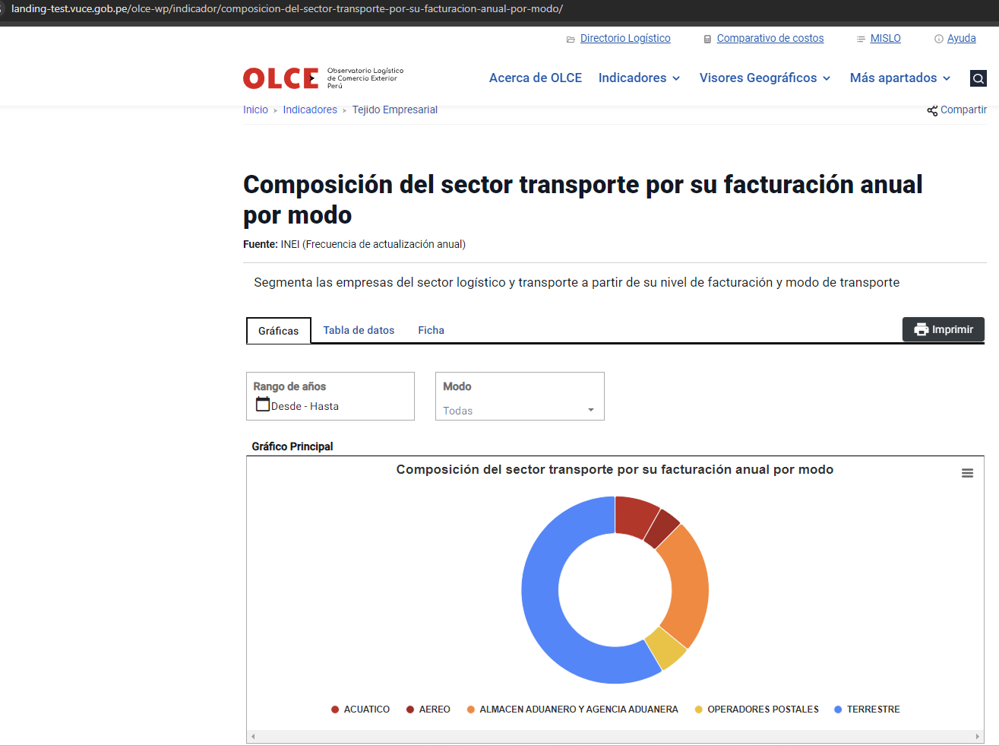 landing-test.vuce.gob.pe/olce-wp/indicador/composicion-del-sector-transporte-por-su-facturacion-anual-por-modo/
Directorio Logístico
Comparativo de costos
MISLO
Ayuda
OLCE
Observatorio Logístico
de Comercio Exterior
Perú
Acerca de OLCE
Indicadores
Visores Geográficos
Más apartados
Inicio
Indicadores
Tejido Empresarial
Compartir
Composición del sector transporte por su facturación anual
por modo
Fuente: INEI (Frecuencia de actualización anual)
Segmenta las empresas del sector logístico y transporte a partir de su nivel de facturación y modo de transporte
Gráficas
Tabla de datos
Ficha
Imprimir
Rango de años
Desde - Hasta
Modo
Todas
Gráfico Principal
Composición del sector transporte por su facturación anual por modo
ACUATICO
AEREO
ALMACEN ADUANERO Y AGENCIA ADUANERA
OPERADORES POSTALES
TERRESTRE